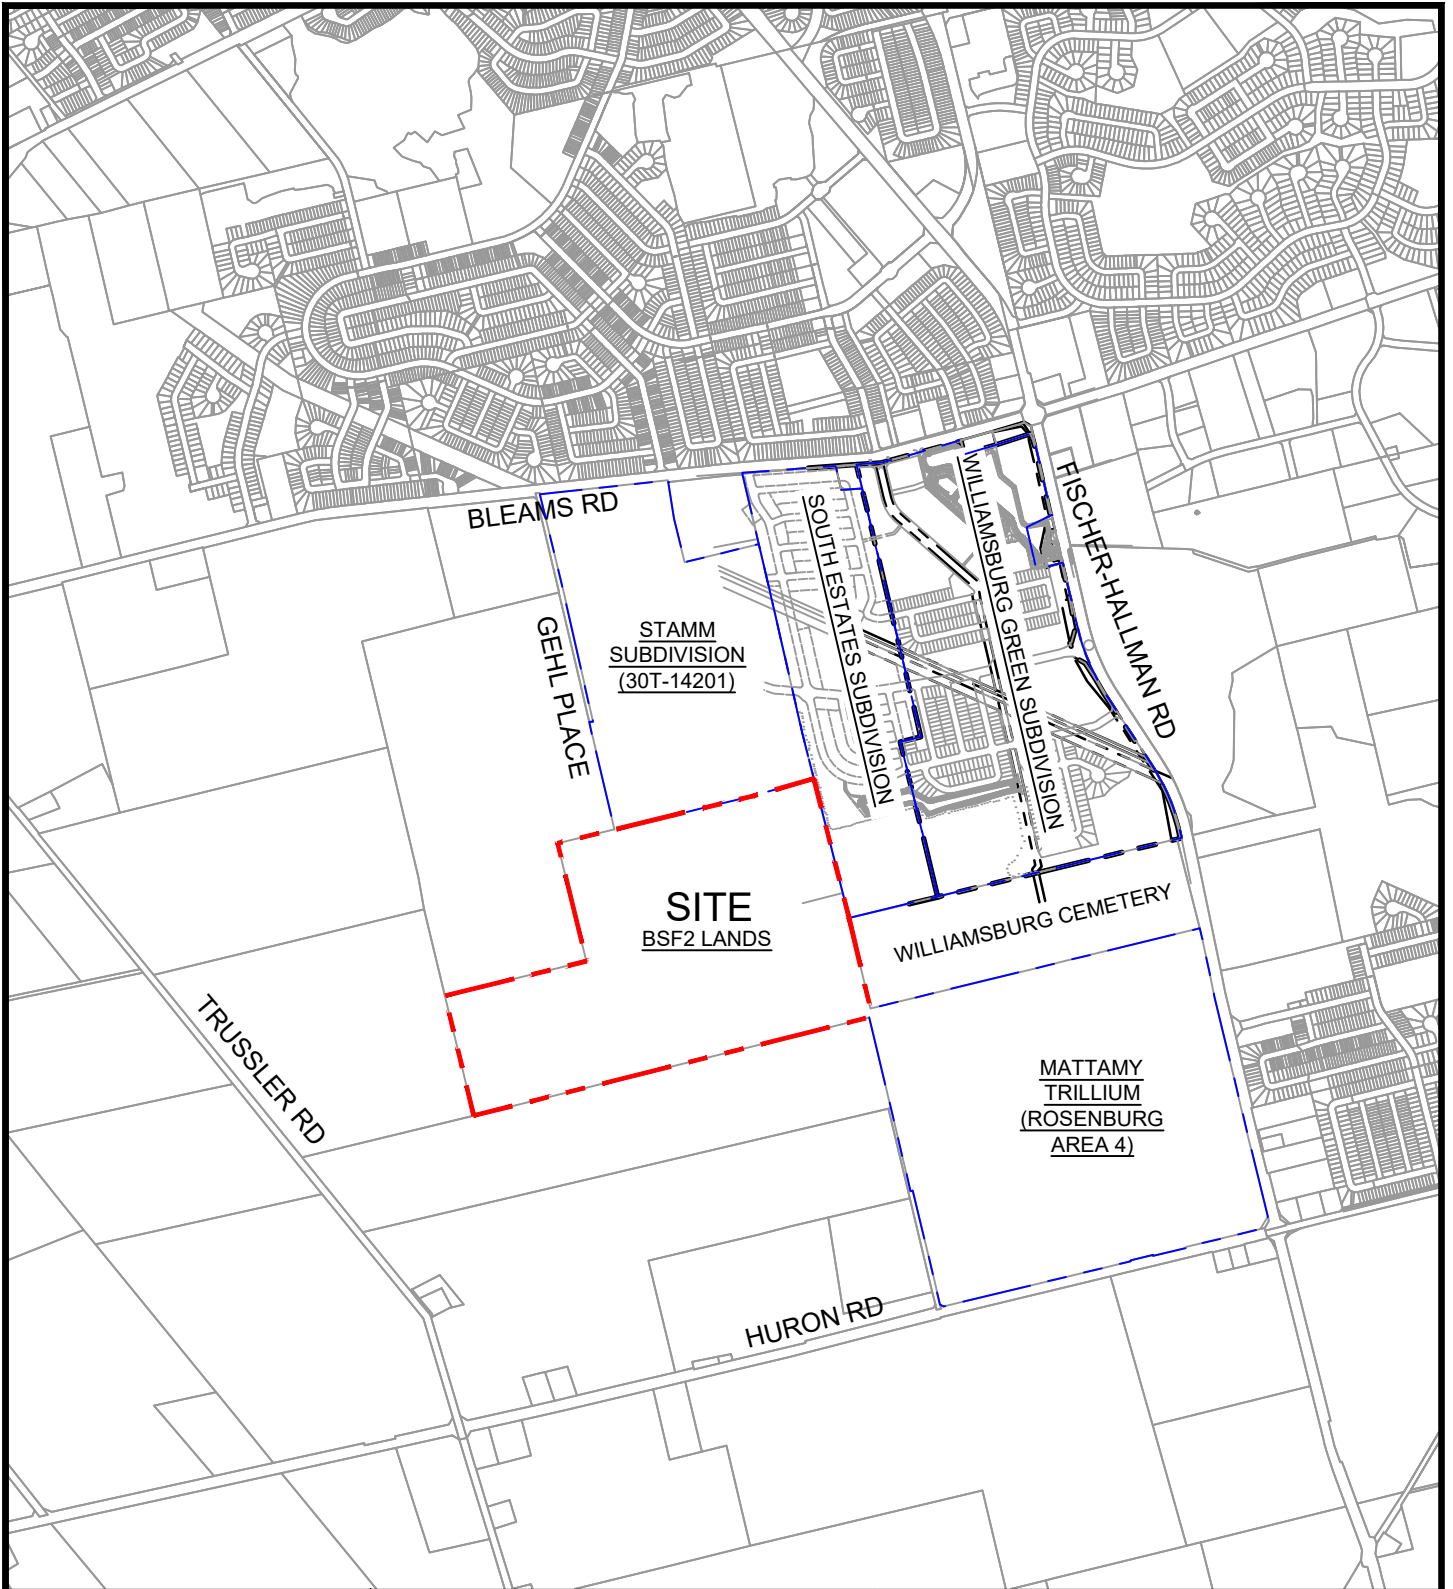 BLEAMS RD
FISCHER-HALLMAN RD
WILLIAMSBURG GREEN SUBDIVISION
SOUTH ESTATES SUBDIVISION
GEHL PLACE
STAMM
SUBDIVISION
(30T-14201)
SITE
BSF2 LANDS
WILLIAMSBURG CEMETERY
TRUSSLER RD
MATTAMY
TRILLIUM
(ROSENBURG
AREA 4)
HURON RD